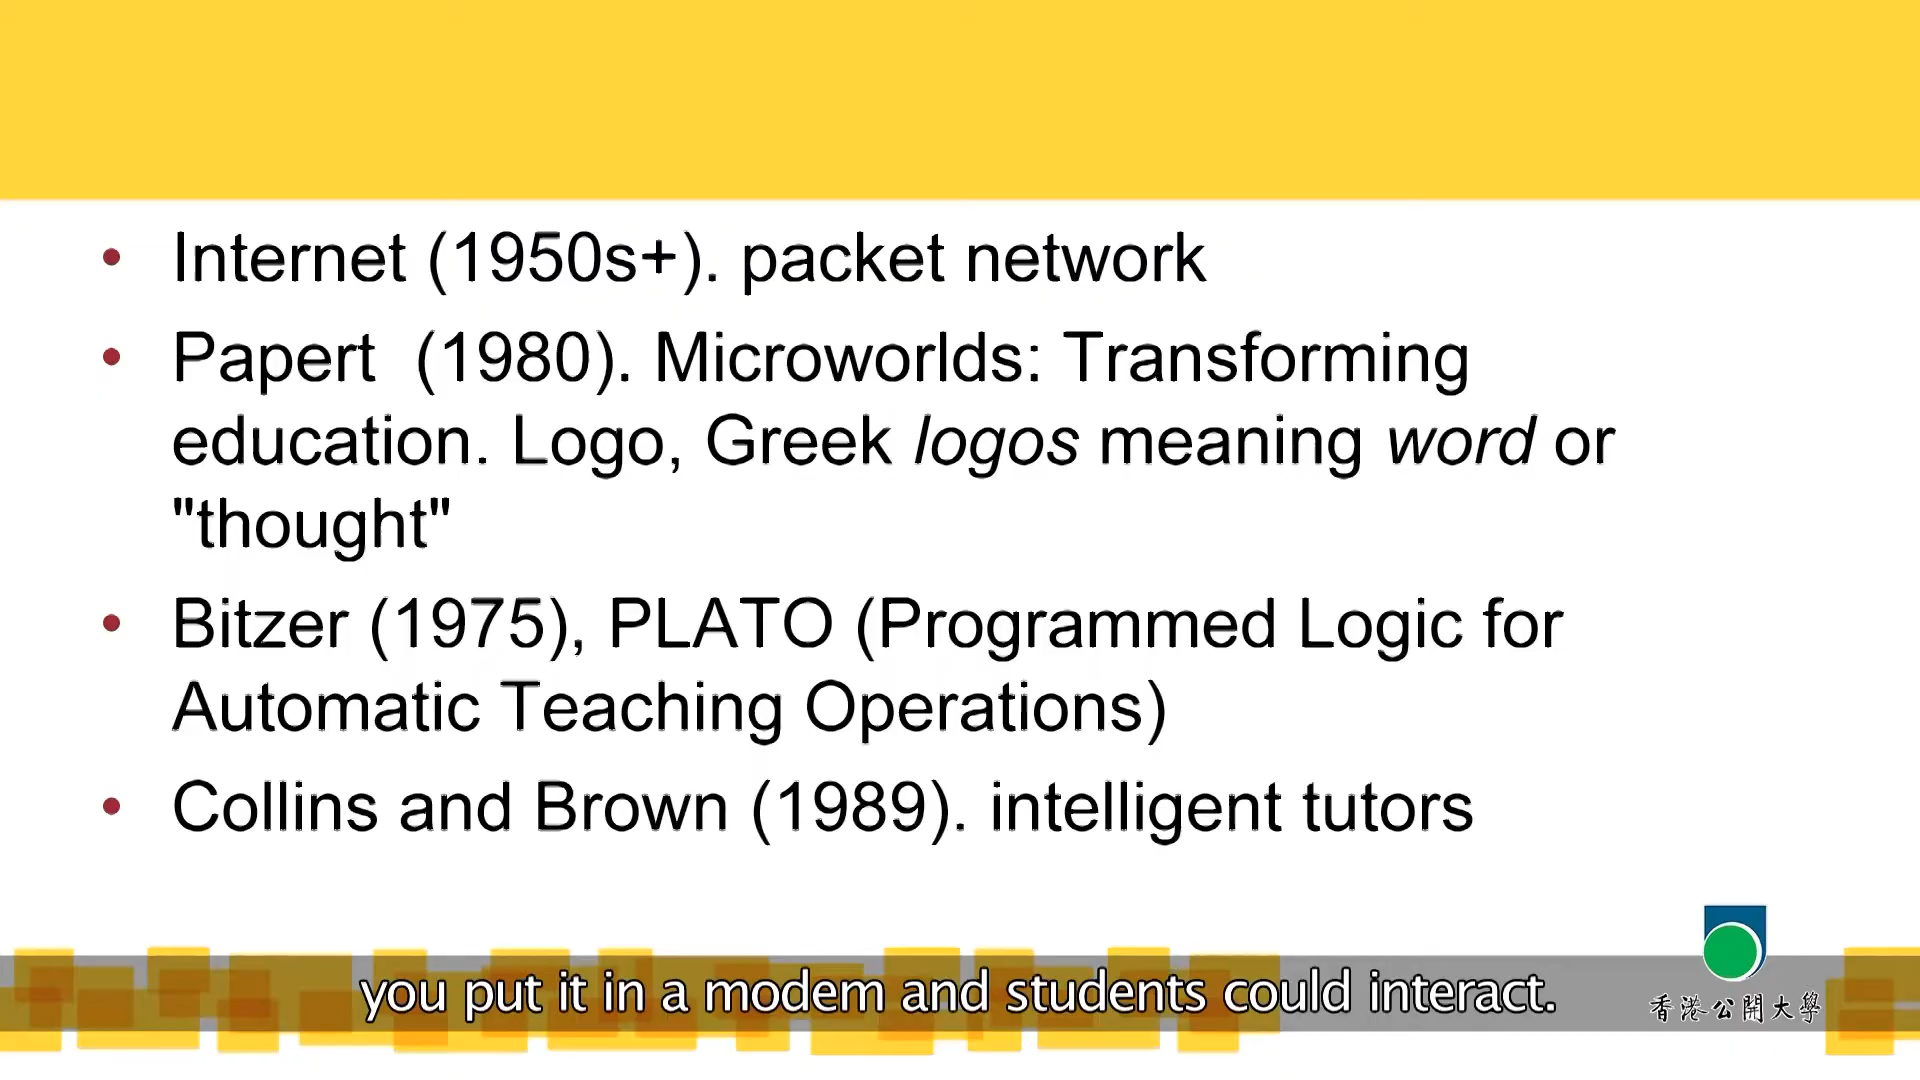 • Internet (1950s+). packet network
• Papert  (1980). Microworlds: Transforming
education. Logo, Greek logos meaning word or
"thought"
• Bitzer (1975), PLATO (Programmed Logic for
Automatic Teaching Operations)
• Collins and Brown (1989). intelligent tutors
you put it in a modem and students could interact.
香港公開大學